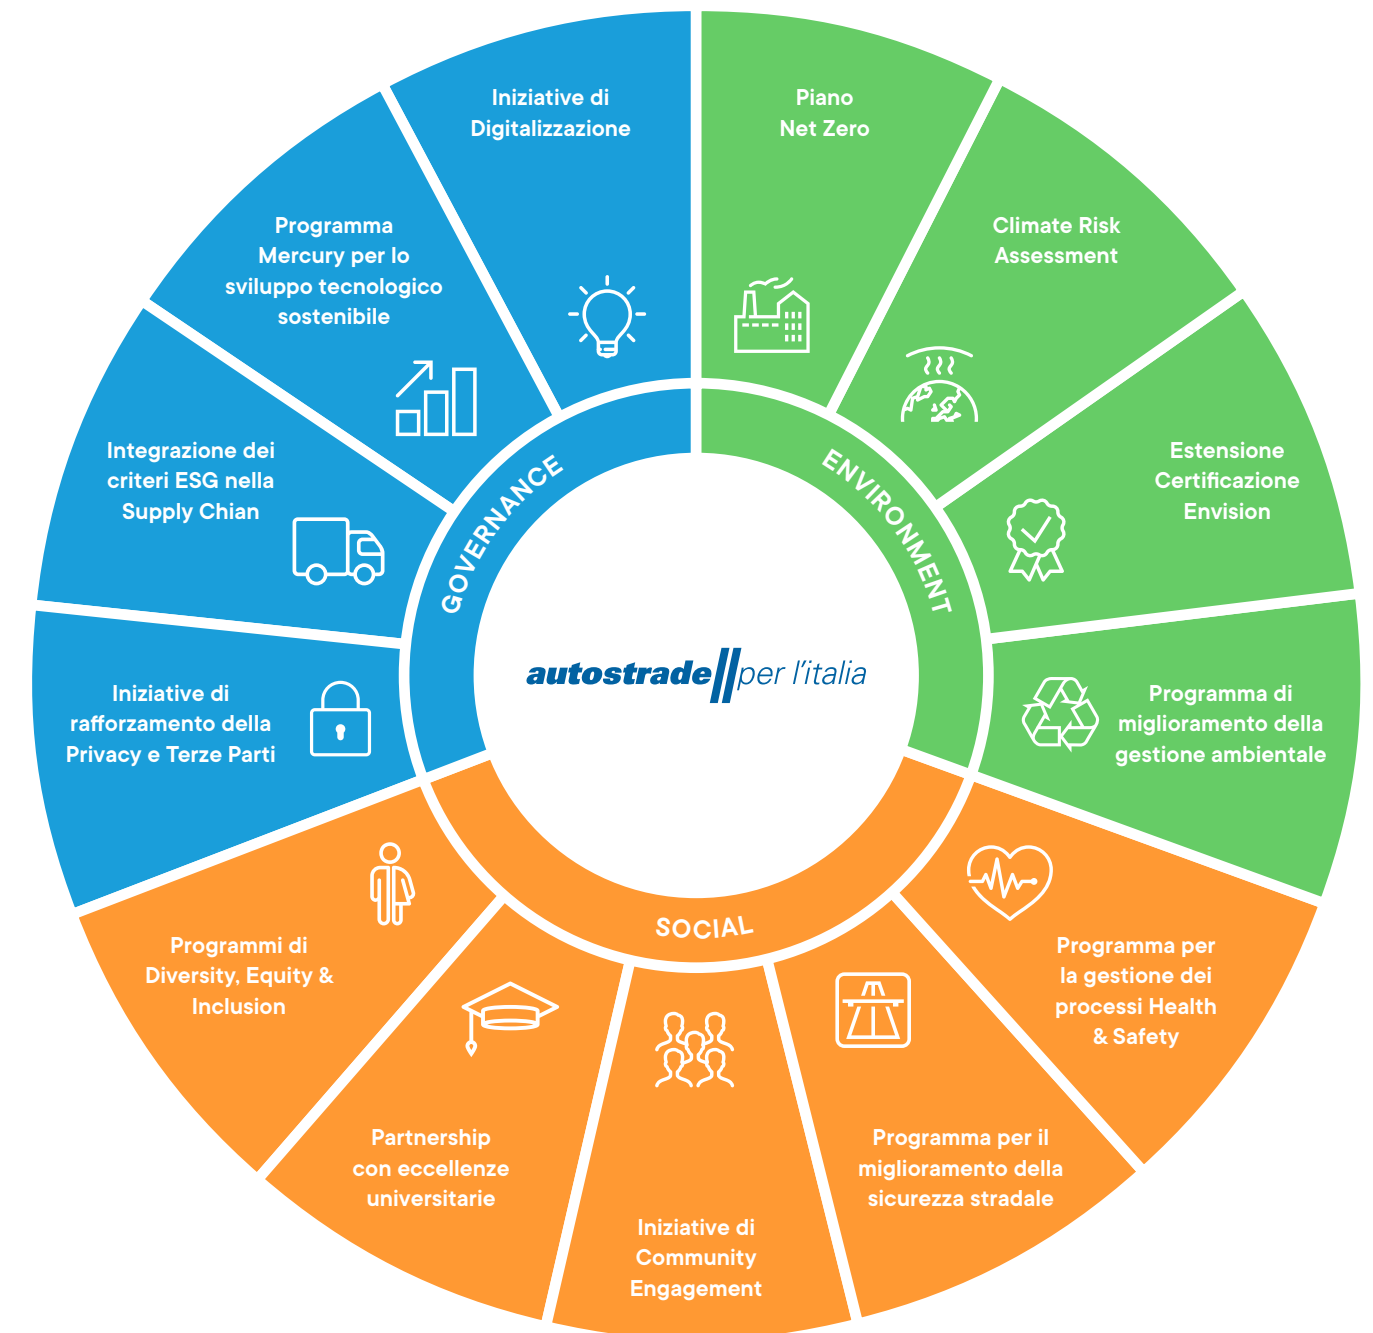 Iniziative di
Digitalizzazione
Piano
Net Zero
Climate Risk
Assessment
Estensione
Certificazione
Envision
Programma di
miglioramento della
gestione ambientale
Programma per
la gestione dei
processi Health
& Safety
Programma per il
miglioramento della
sicurezza stradale
Iniziative di
Community
Engagement
Partnership
con eccellenze
universitarie
Programmi di
Diversity, Equity &
Inclusion
Iniziative di
rafforzamento della
Privacy e Terze Parti
Integrazione dei
criteri ESG nella
Supply Chian
Programma
Mercury per lo
sviluppo tecnologico
sostenibile
GOVERNANCE
ENVIRONMENT
SOCIAL
autostrade//per l'italia